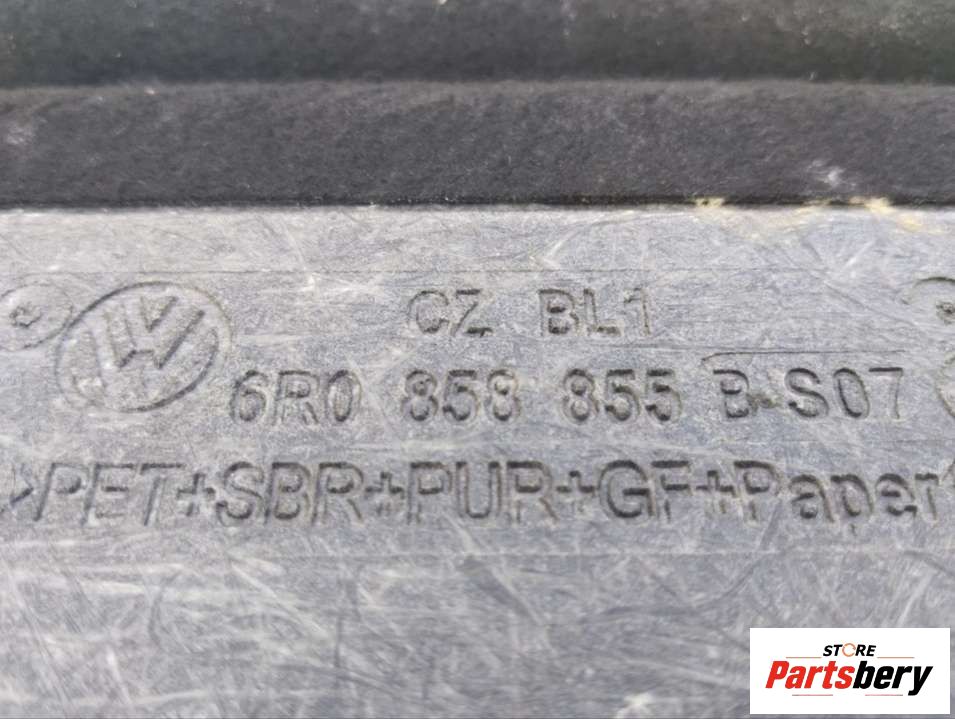 CZ BL1
6R0 858 855 B S07
>PET+SBR+PUR+GF+Paper
STORE
Partsbery